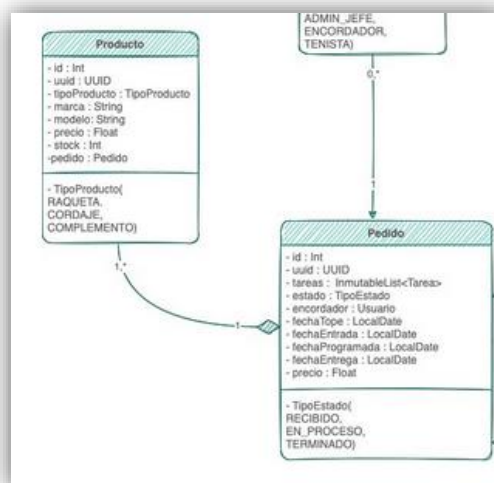 ADMIN_JEFE,
ENCORDADOR,
TENISTA)
0,*
1
Producto
- id : Int
- uuid : UUID
- tipoProducto : TipoProducto
- marca : String
- modelo: String
- precio : Float
- stock : Int
-pedido : Pedido
- TipoProducto(
RAQUETA.
CORDAJE,
COMPLEMENTO)
1,*
1
Pedido
- id : Int
- uuid : UUID
- tareas : InmutableList<Tarea>
- estado : TipoEstado
- encordador : Usuario
- fechaTope : LocalDate
- fechaEntrada : LocalDate
- fechaProgramada : LocalDate
- fechaEntrega : LocalDate
- precio : Float
- TipoEstado(
RECIBIDO,
EN_PROCESO,
TERMINADO)